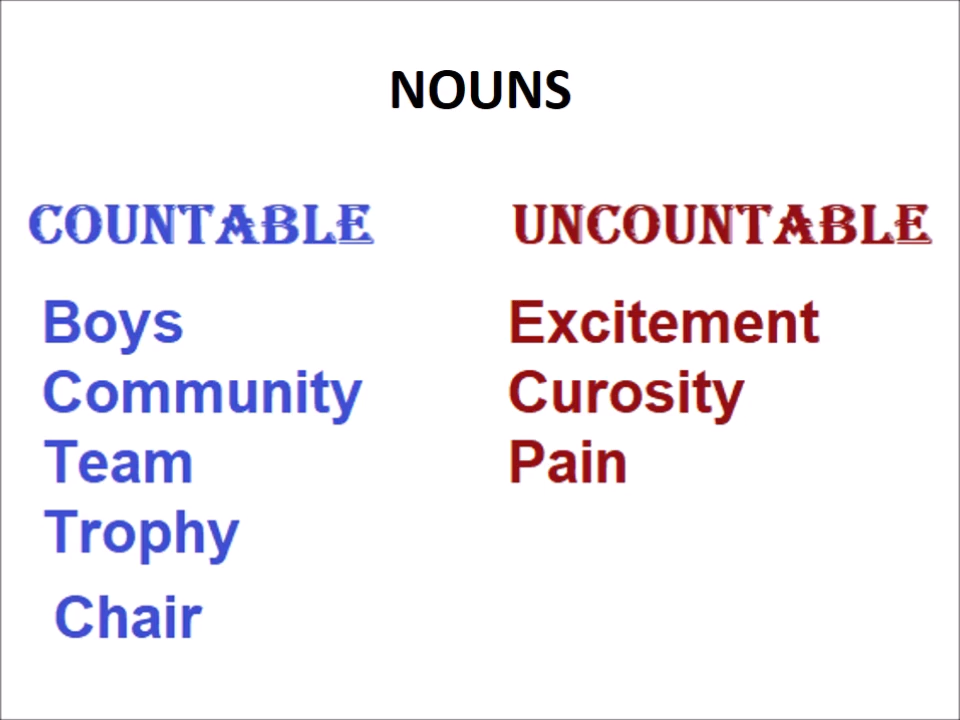 NOUNS
COUNTABLE
Boys
Community
Team
Trophy
Chair
UNCOUNTABLE
Excitement
Curosity
Pain